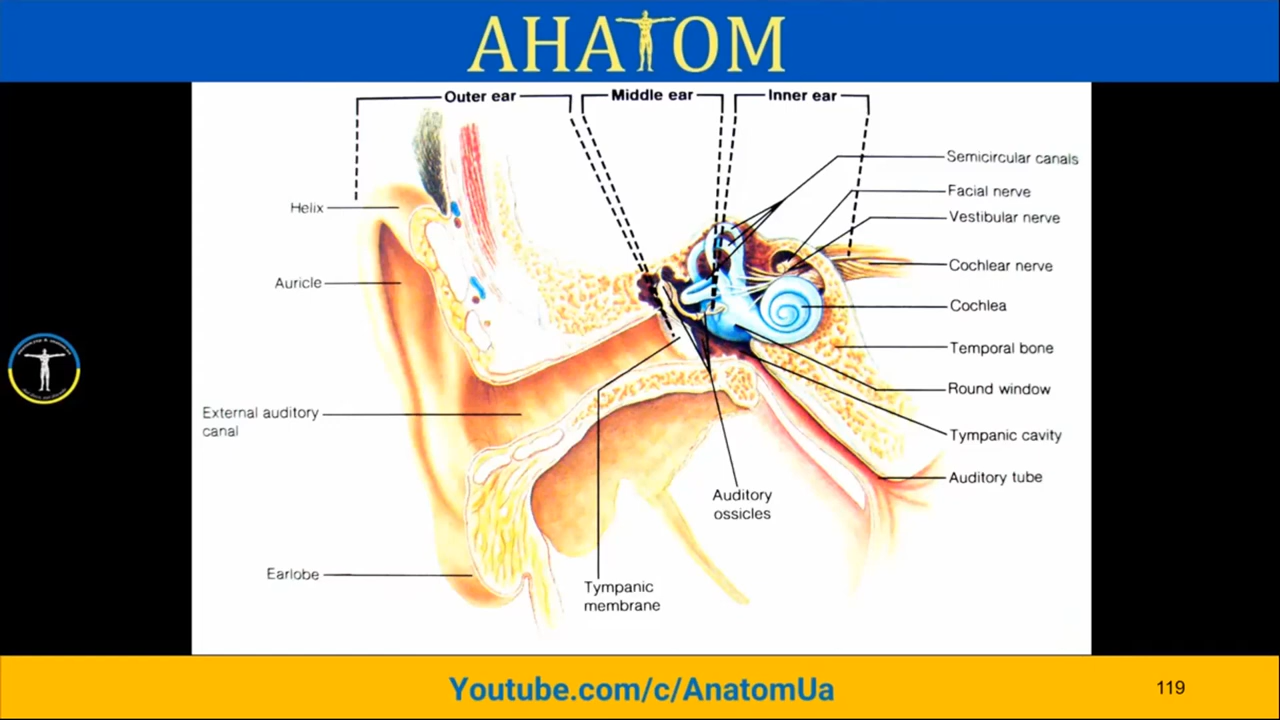 АНАТОМ
Outer ear
Middle ear
Inner ear
Semicircular canals
Facial nerve
Helix
Vestibular nerve
Cochlear nerve
Auricle
Cochlea
Temporal bone
Round window
External auditory
canal
Tympanic cavity
Auditory tube
Auditory
ossicles
Earlobe
Tympanic
membrane
Youtube.com/c/AnatomUa
119